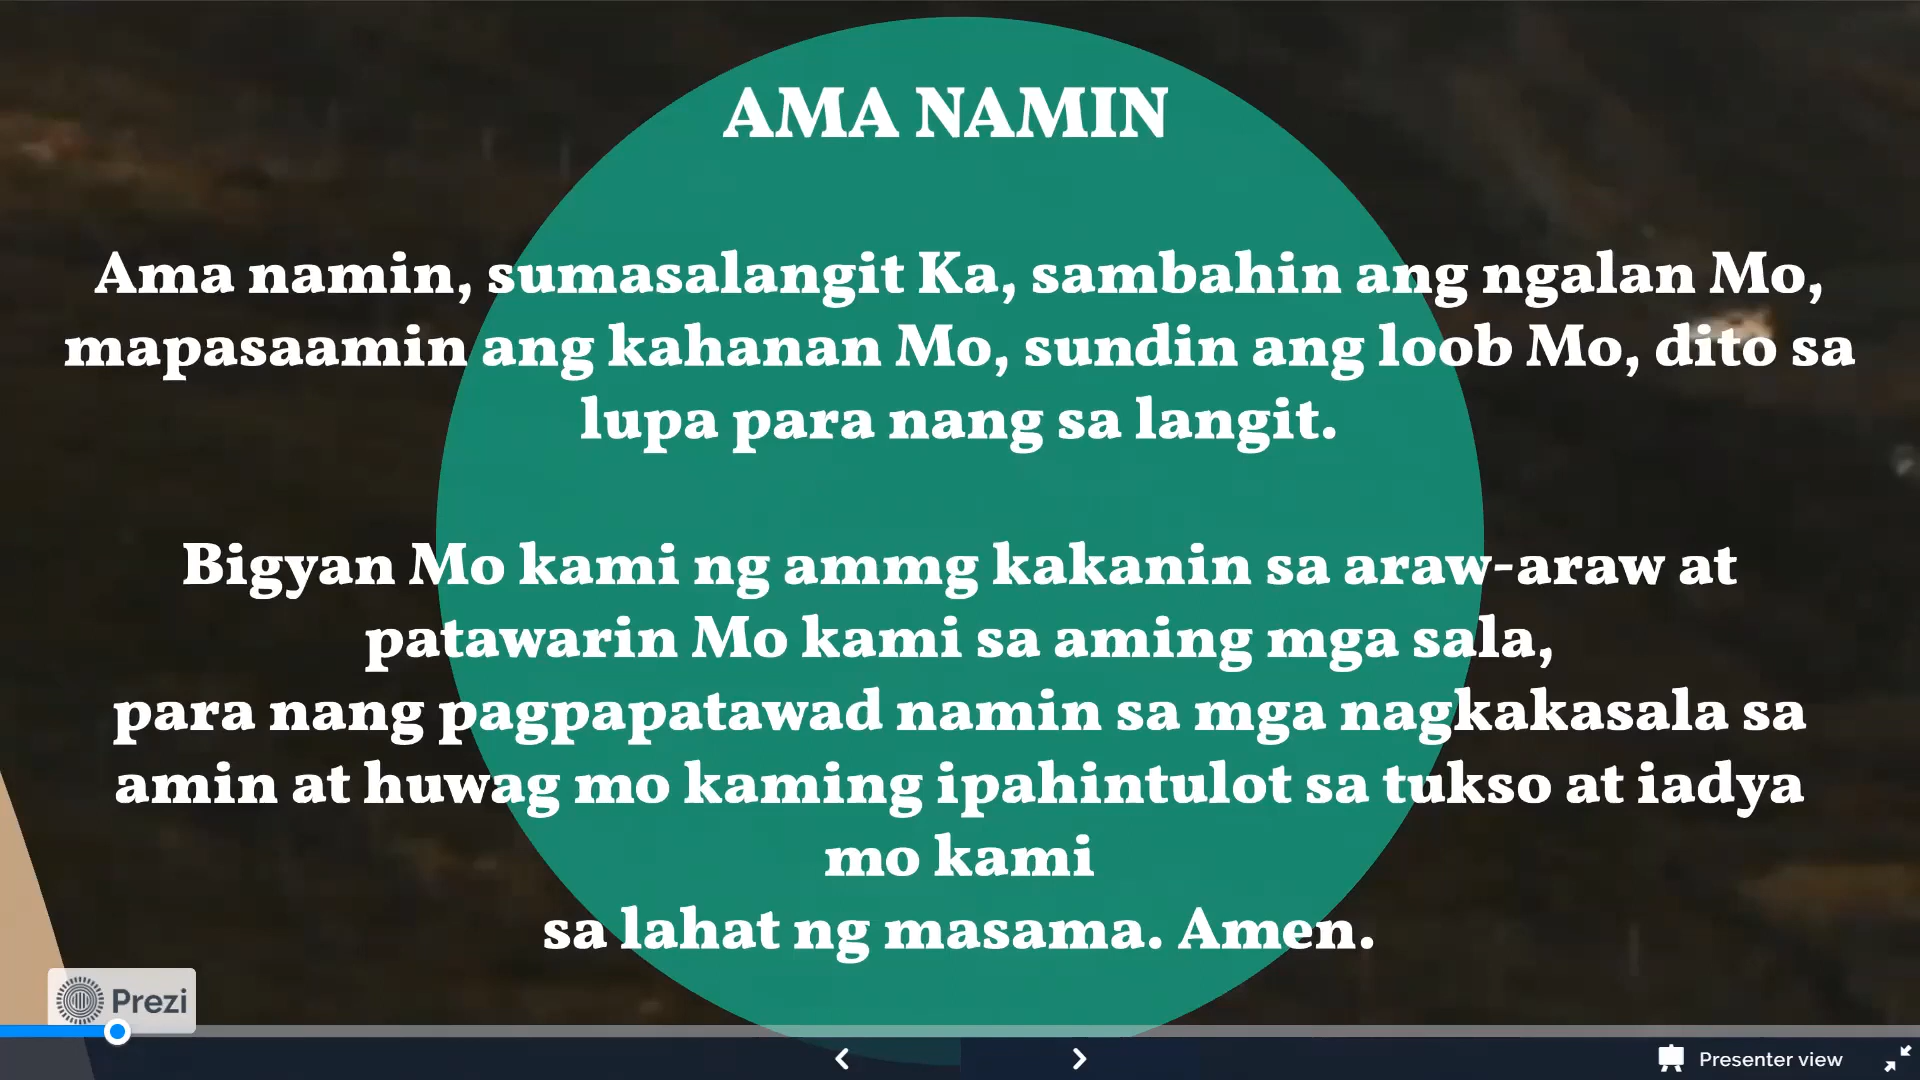 AMA NAMIN
Ama namin, sumasalangit Ka, sambahin ang ngalan Mo,
mapasaamin ang kahanan Mo, sundin ang loob Mo, dito sa
lupa para nang sa langit.
Bigyan Mo kami ng ammg kakanin sa araw-araw at
patawarin Mo kami sa aming mga sala,
para nang pagpapatawad namin sa mga nagkakasala sa
amin at huwag mo kaming ipahintulot sa tukso at iadya
mo kami
sa lahat ng masama. Amen.
Prezi
Presenter view